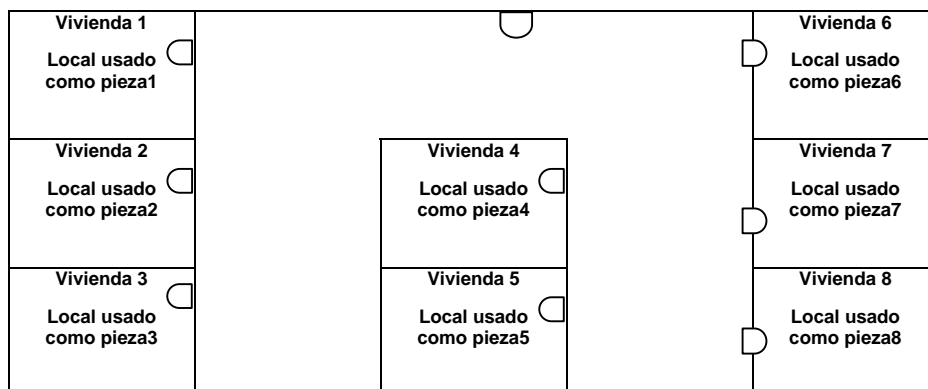 Vivienda 1
Local usado
como pieza1
Vivienda 2
Local usado
como pieza2
Vivienda 3
Local usado
como pieza3
Vivienda 4
Local usado
como pieza4
Vivienda 5
Local usado
como pieza5
Vivienda 6
Local usado
como pieza6
Vivienda 7
Local usado
como pieza7
Vivienda 8
Local usado
como pieza8